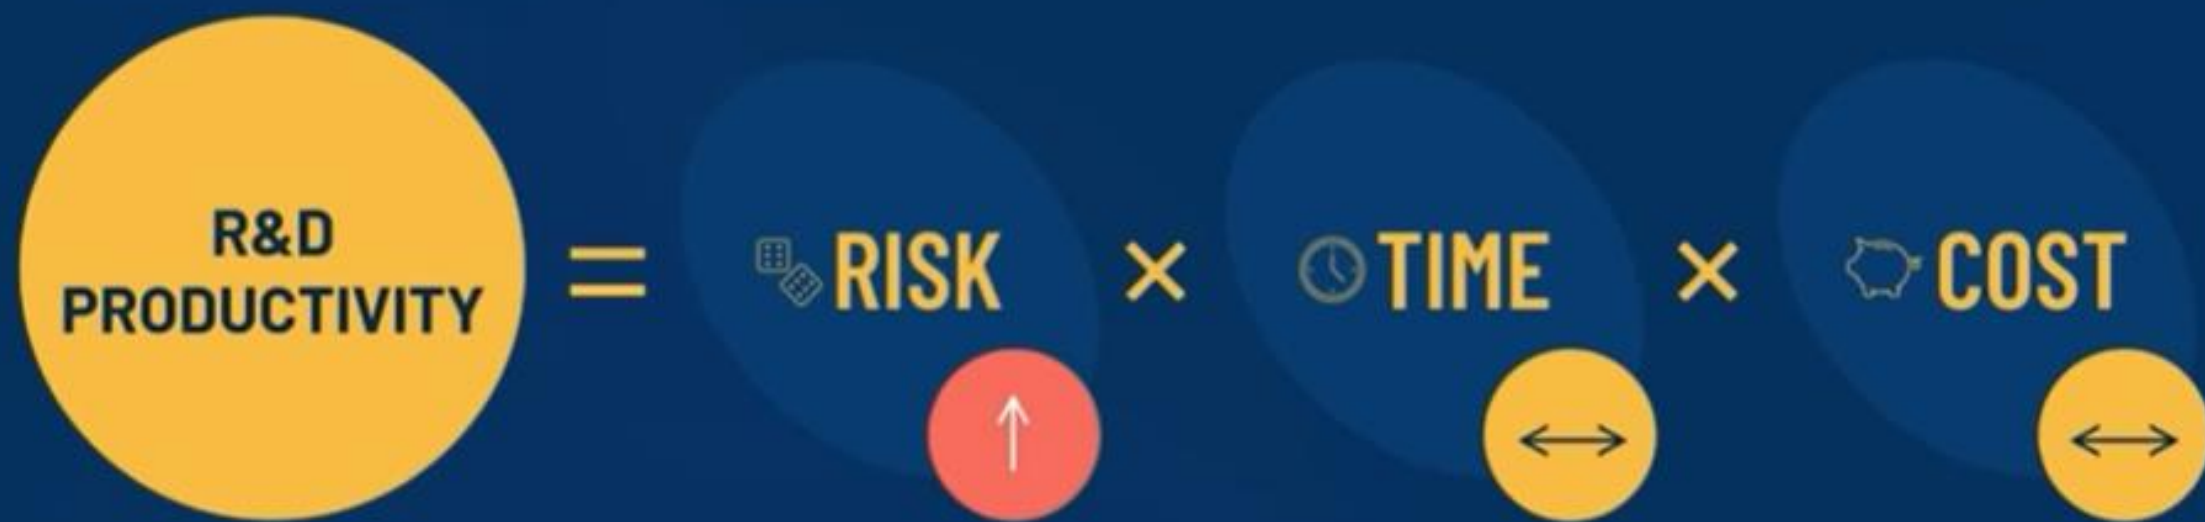 R&D
PRODUCTIVITY
= RISK × TIME × COST